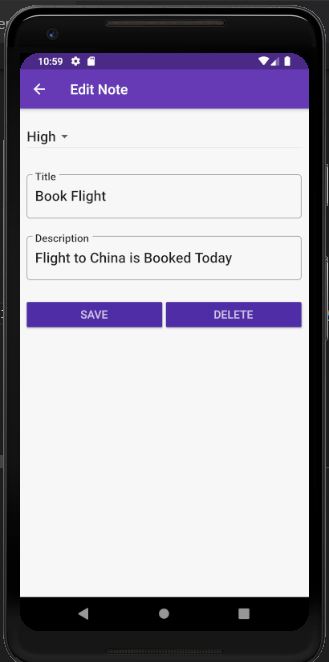 10:59
Edit Note
High
Title
Book Flight
Description
Flight to China is Booked Today
SAVE DELETE